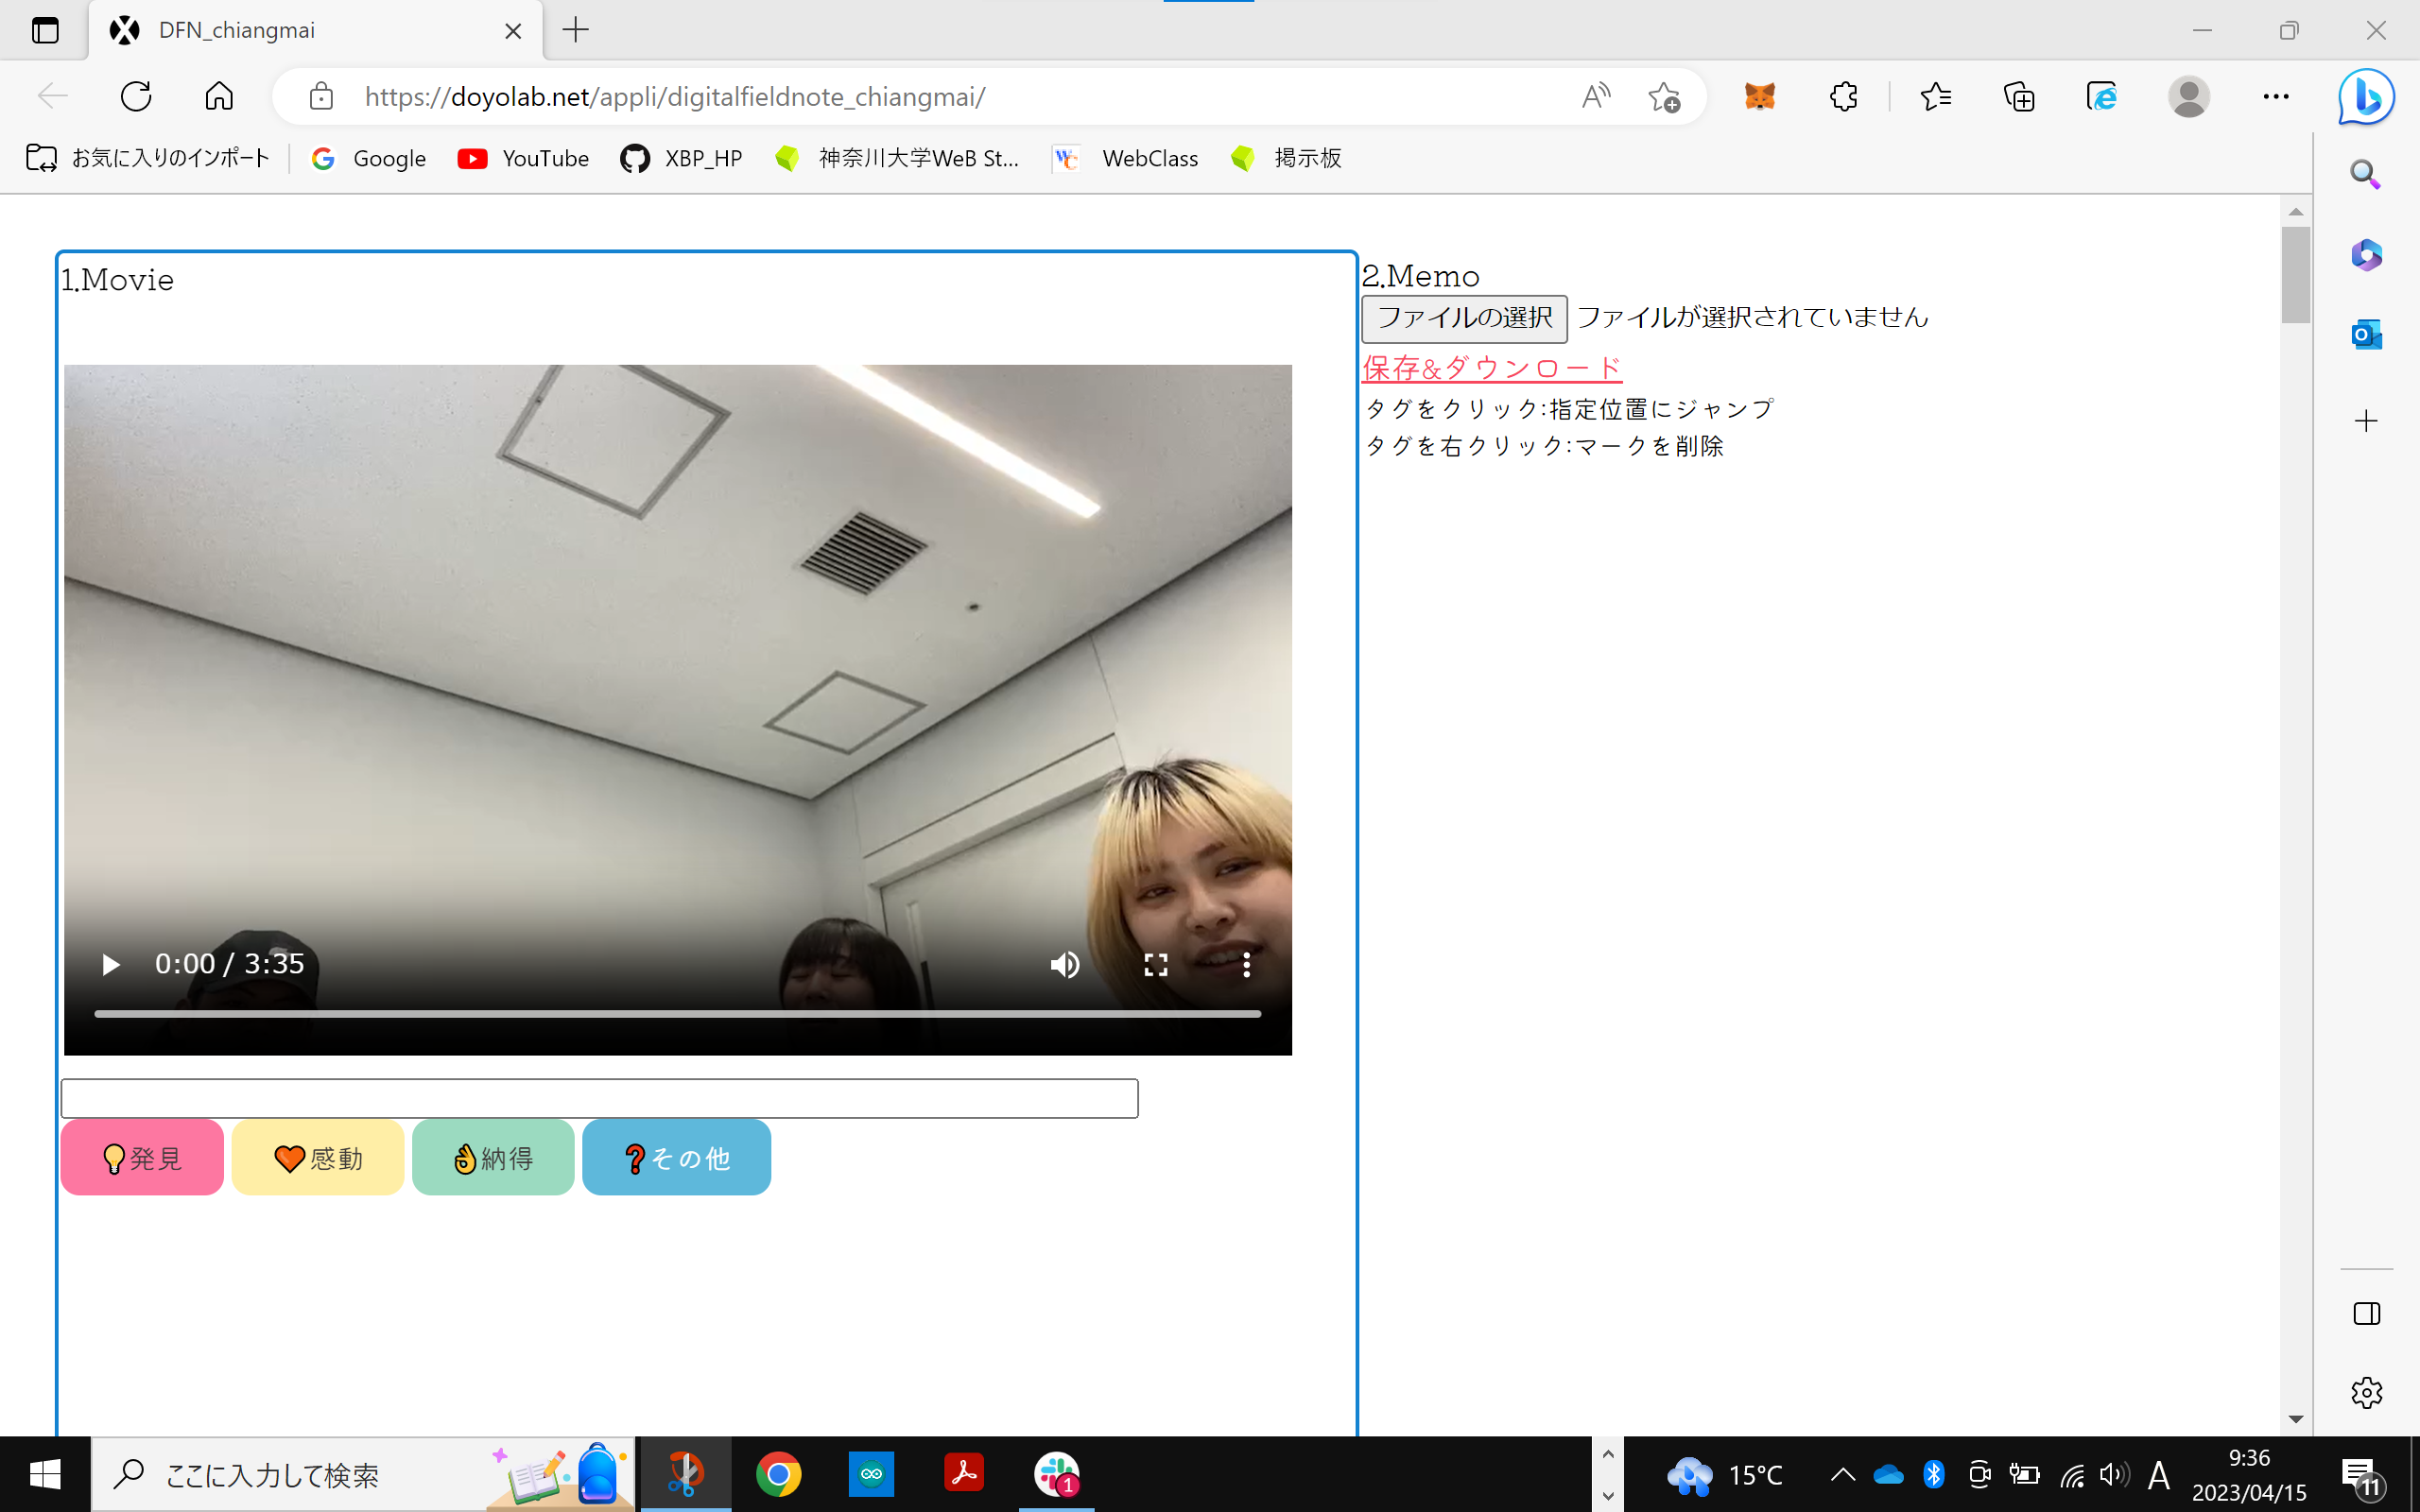 DFN_chiangmai
https://doyolab.net/appli/digitalfieldnote_chiangmai/
お気に入りのインポート Google YouTube XBP_HP 神奈川大学WeB St... WebClass 掲示板
1.Movie
2.Memo
ファイルの選択 ファイルが選択されていません
保存&ダウンロード
タグをクリック:指定位置にジャンプ
タグを右クリック:マークを削除
0:00 / 3:35
💡発見 🧡感動 👌納得 ❓その他
ここに入力して検索
1
15°C
A
9:36
2023/04/15
11